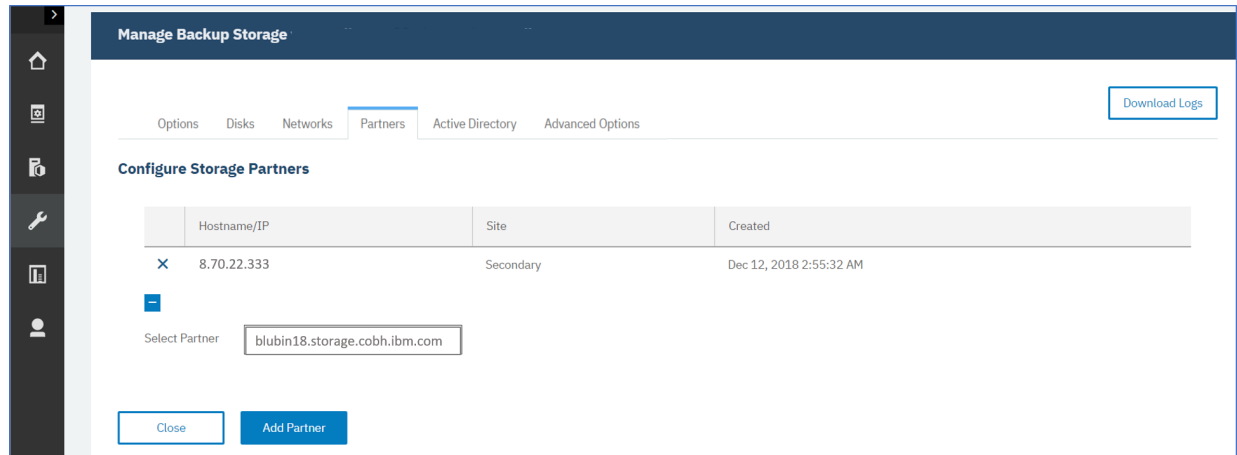 Manage Backup Storage
Download Logs
Options Disks Networks Partners Active Directory Advanced Options
Configure Storage Partners
Hostname/IP Site Created
8.70.22.333 Secondary Dec 12, 2018 2:55:32 AM
Select Partner blubin18.storage.cobh.ibm.com
Close Add Partner